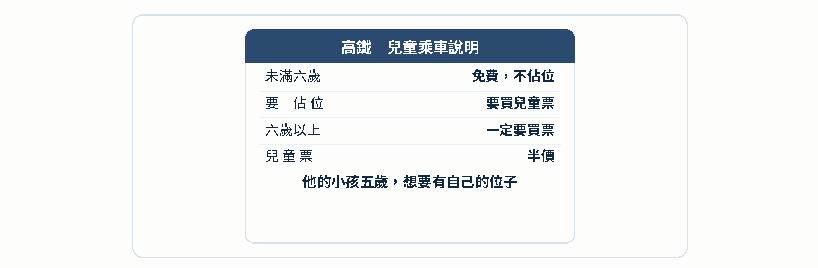 高鐵　兒童乘車說明
未滿六歲　免費，不佔位
要　佔位　要買兒童票
六歲以上　一定要買票
兒童票　半價
他的小孩五歲，想要有自己的位子